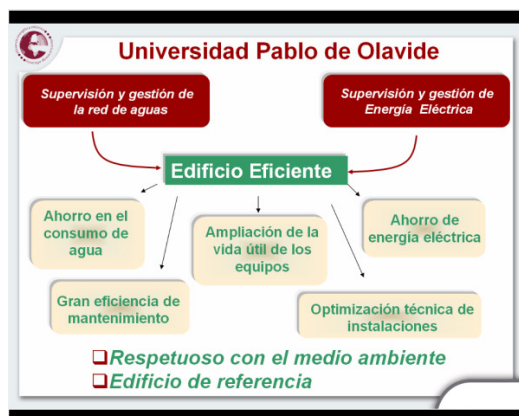 Universidad Pablo de Olavide
Supervisión y gestión de
la red de aguas
Supervisión y gestión de
Energía Eléctrica
Edificio Eficiente
Ahorro en el
consumo de
agua
Ampliación de la
vida útil de los
equipos
Ahorro de
energía eléctrica
Gran eficiencia de
mantenimiento
Optimización técnica de
instalaciones
Respetuoso con el medio ambiente
Edificio de referencia